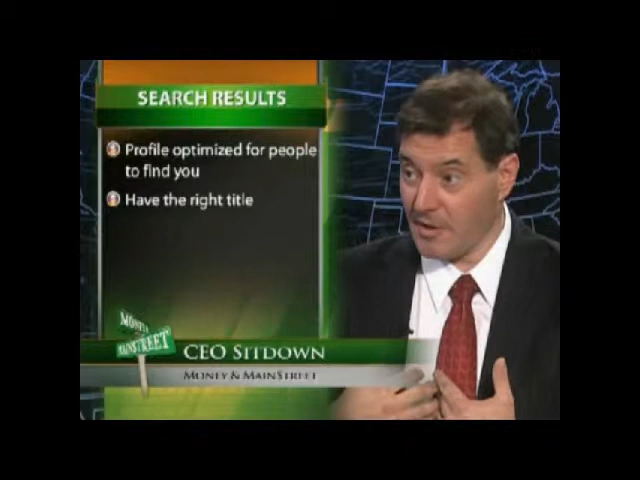 SEARCH RESULTS
Profile optimized for people
to find you
Have the right title
MONEY
MAINSTREET
CEO SITDOWN
MONEY & MAINSTREET